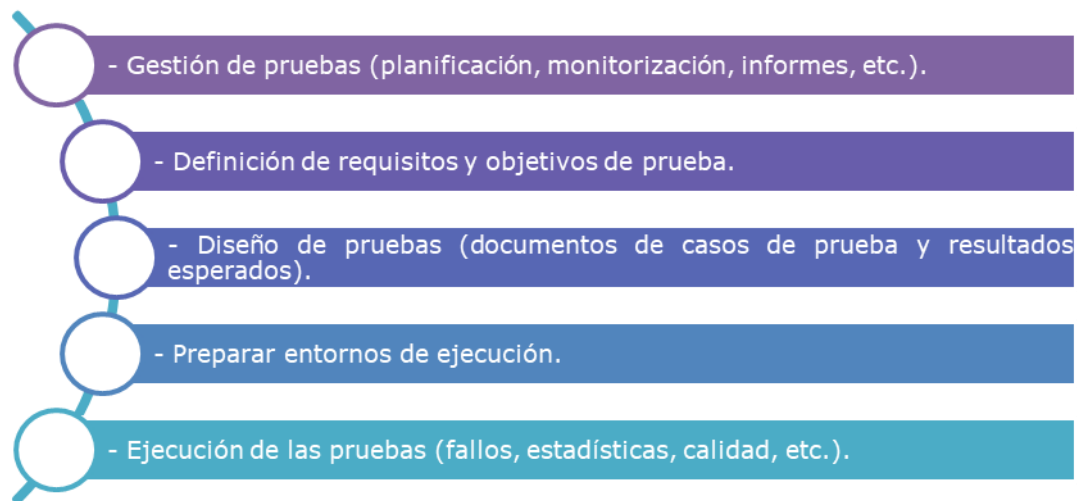 - Gestión de pruebas (planificación, monitorización, informes, etc.).
- Definición de requisitos y objetivos de prueba.
- Diseño de pruebas (documentos de casos de prueba y resultados
esperados).
- Preparar entornos de ejecución.
- Ejecución de las pruebas (fallos, estadísticas, calidad, etc.).